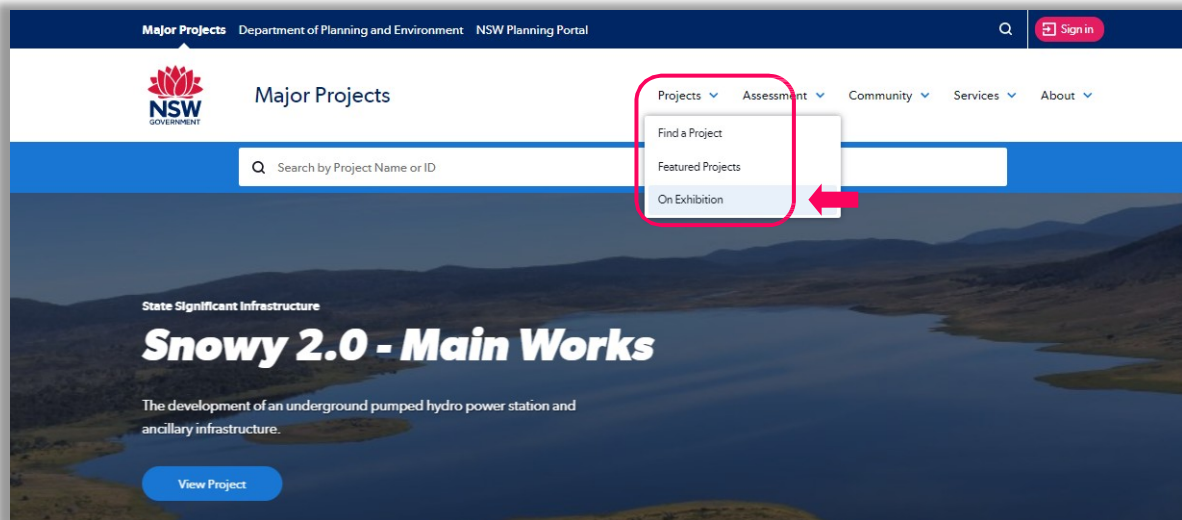 Major Projects Department of Planning and Environment NSW Planning Portal Sign in
NSW
GOVERNMENT
Major Projects
Projects Assessment Community Services About
Find a Project
Featured Projects
On Exhibition
Search by Project Name or ID
State Significant Infrastructure
Snowy 2.0 - Main Works
The development of an underground pumped hydro power station and
ancillary infrastructure.
View Project